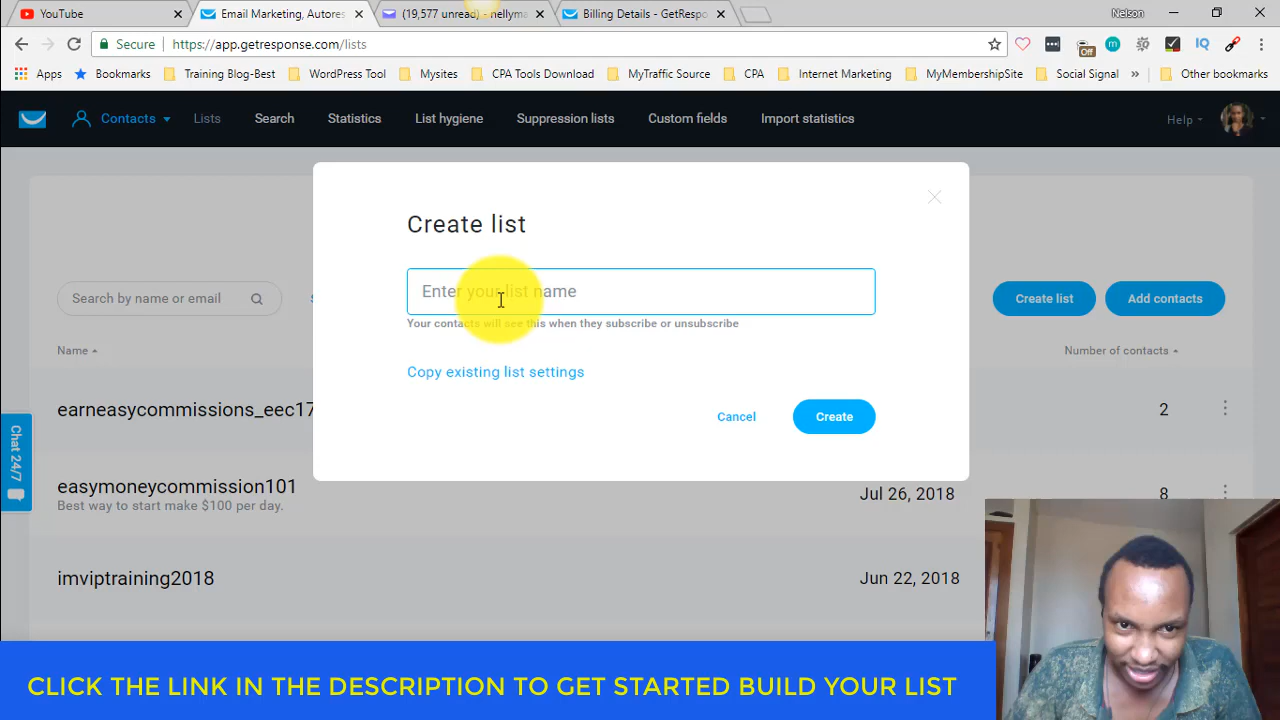 YouTube
Email Marketing, Autores
(19,577 unread) - nellyma
Billing Details - GetRespo
Nelson
Secure
https://app.getresponse.com/lists
Off
Apps
Bookmarks
Training Blog-Best
WordPress Tool
Mysites
CPA Tools Download
MyTraffic Source
CPA
Internet Marketing
MyMembershipSite
Social Signal
»
Other bookmarks
Contacts
Lists
Search
Statistics
List hygiene
Suppression lists
Custom fields
Import statistics
Help
Create list
Enter your list name
Your contacts will see this when they subscribe or unsubscribe
Copy existing list settings
Cancel
Create
Search by name or email
Create list
Add contacts
Name
Number of contacts
earneasycommissions_eec17
2
easymoneycommission101
Best way to start make $100 per day.
Jul 26, 2018
8
imviptraining2018
Jun 22, 2018
Chat 24/7
CLICK THE LINK IN THE DESCRIPTION TO GET STARTED BUILD YOUR LIST